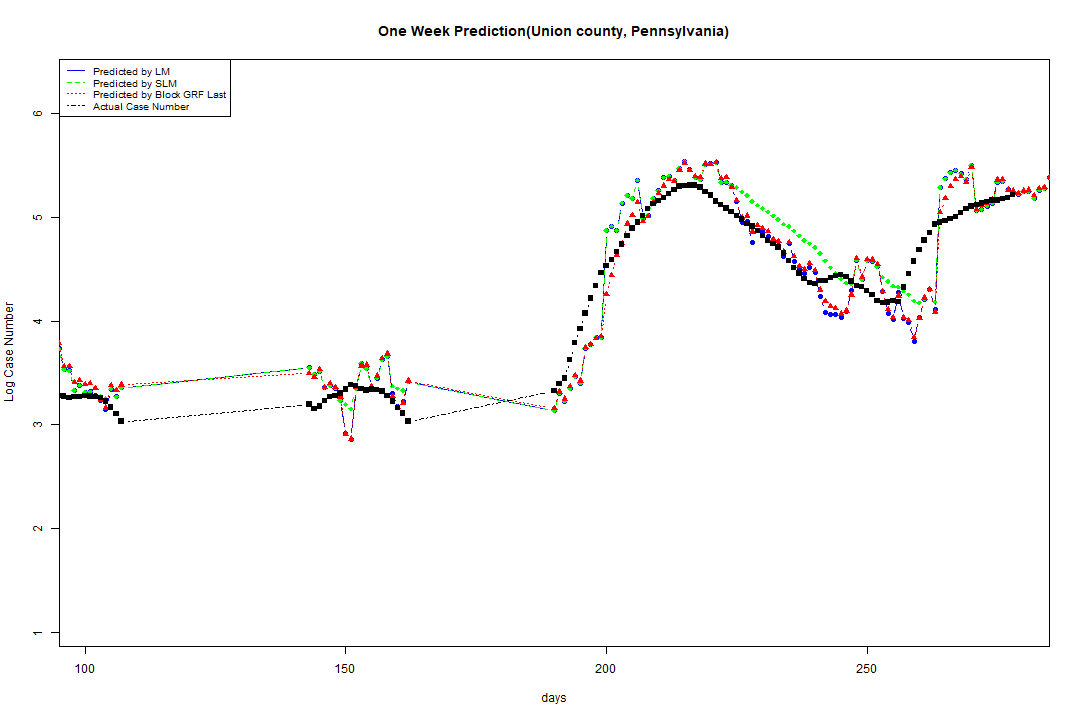 One Week Prediction(Union county, Pennsylvania)
Predicted by LM
Predicted by SLM
Predicted by Block GRF Last
Actual Case Number
6
5
4
3
2
1
Log Case Number
100 150 200 250
days